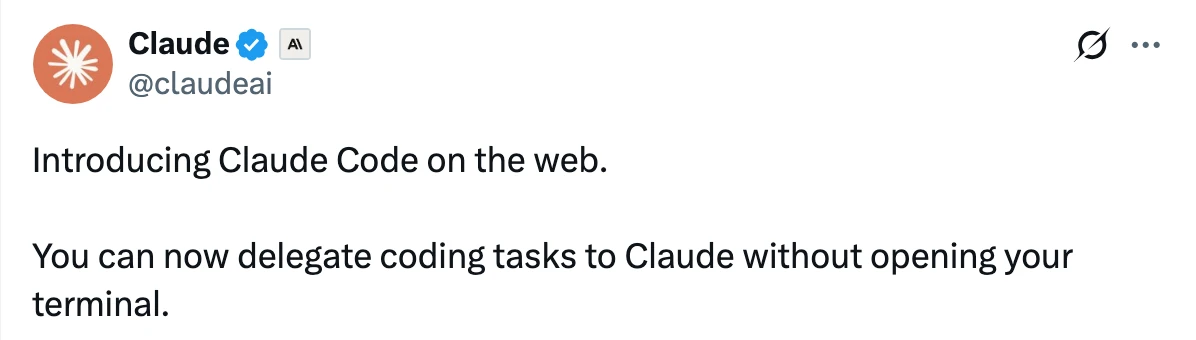 Claude
@claudeai
Introducing Claude Code on the web.
You can now delegate coding tasks to Claude without opening your
terminal.